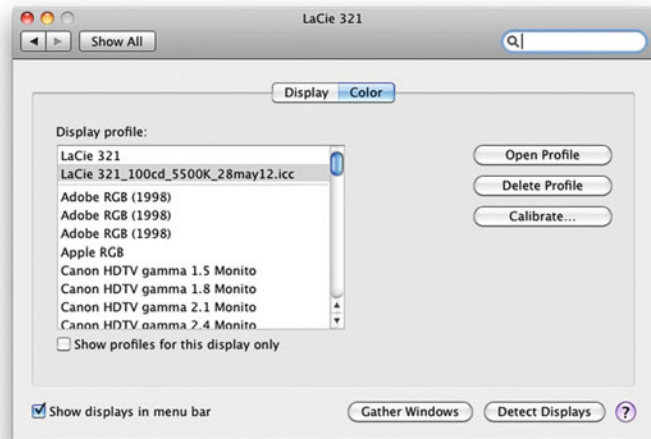 LaCie 321
Show All
Display Color
Display profile:
LaCie 321
LaCie 321_100cd_5500K_28may12.icc
Adobe RGB (1998)
Adobe RGB (1998)
Adobe RGB (1998)
Apple RGB
Canon HDTV gamma 1.5 Monito
Canon HDTV gamma 1.8 Monito
Canon HDTV gamma 2.1 Monito
Canon HDTV gamma 2.4 Monito
Open Profile
Delete Profile
Calibrate...
Show profiles for this display only
Show displays in menu bar
Gather Windows
Detect Displays
?